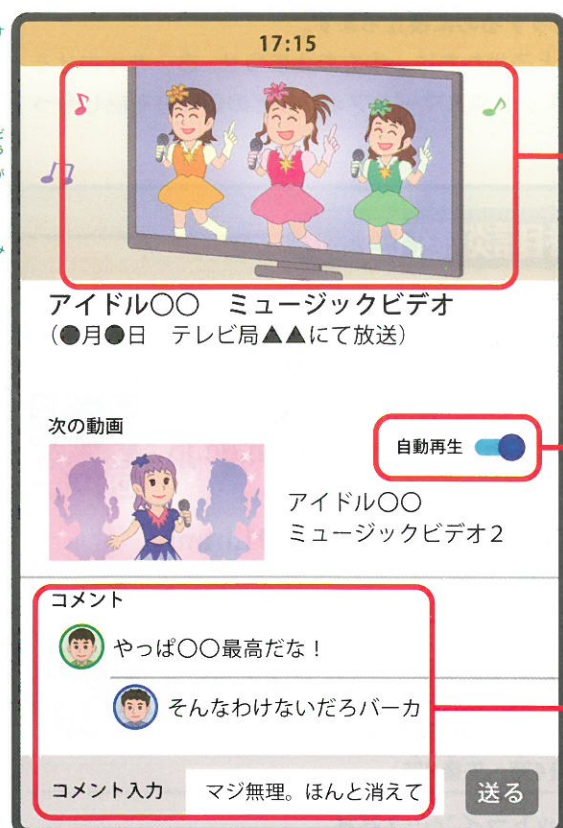 17:15
アイドル〇〇　ミュージックビデオ
（●月●日　テレビ局▲▲にて放送）
次の動画
自動再生
アイドル〇〇
ミュージックビデオ2
コメント
やっぱ〇〇最高だな！
そんなわけないだろバーカ
コメント入力
マジ無理。ほんと消えて
送る